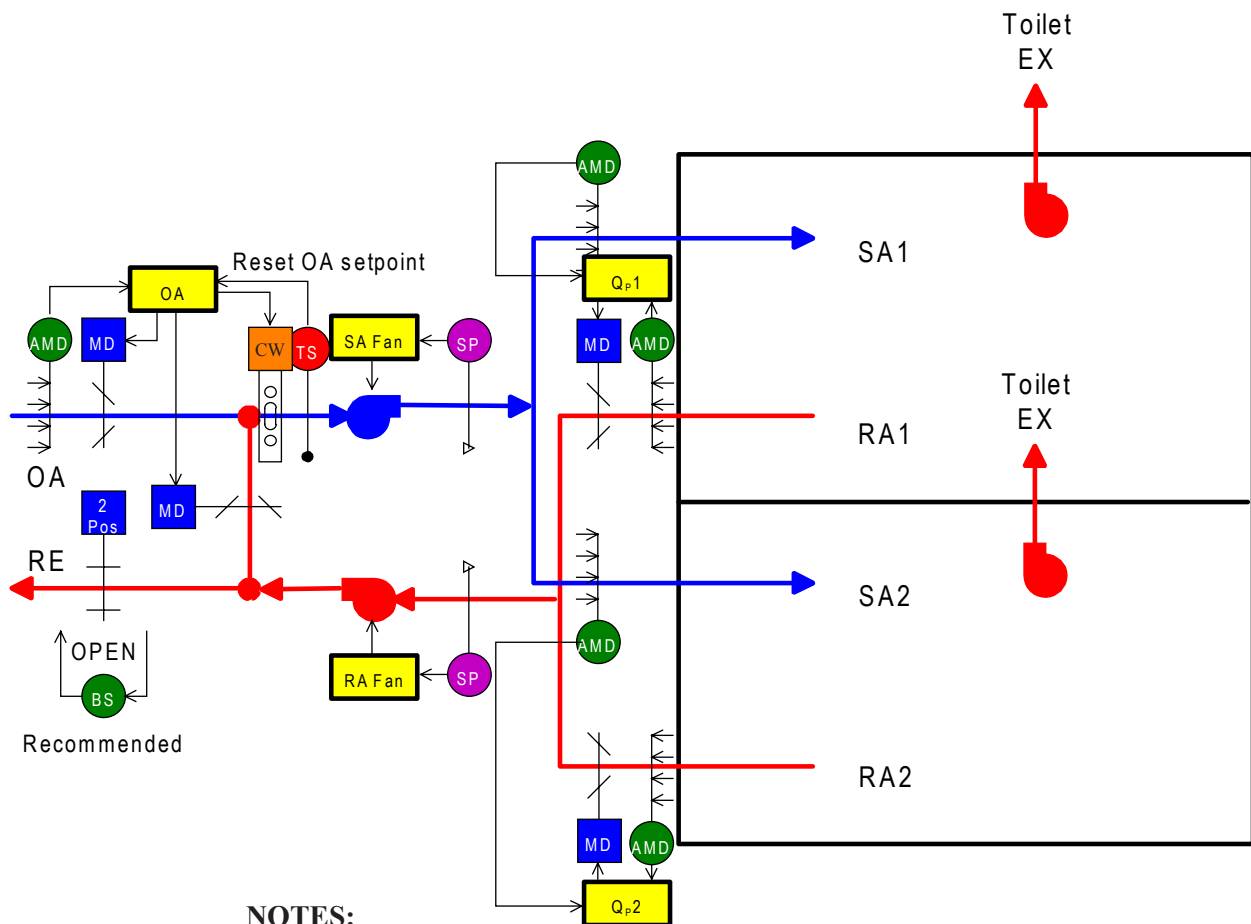 Toilet
EX
AMD
SA1
Reset OA setpoint
OA
QP1
AMD
MD
CW
TS
SA Fan
SP
MD
AMD
Toilet
EX
RA1
OA
2
Pos
MD
RE
SA2
OPEN
AMD
BS
RA Fan
SP
Recommended
RA2
MD
AMD
QP2
NOTES: